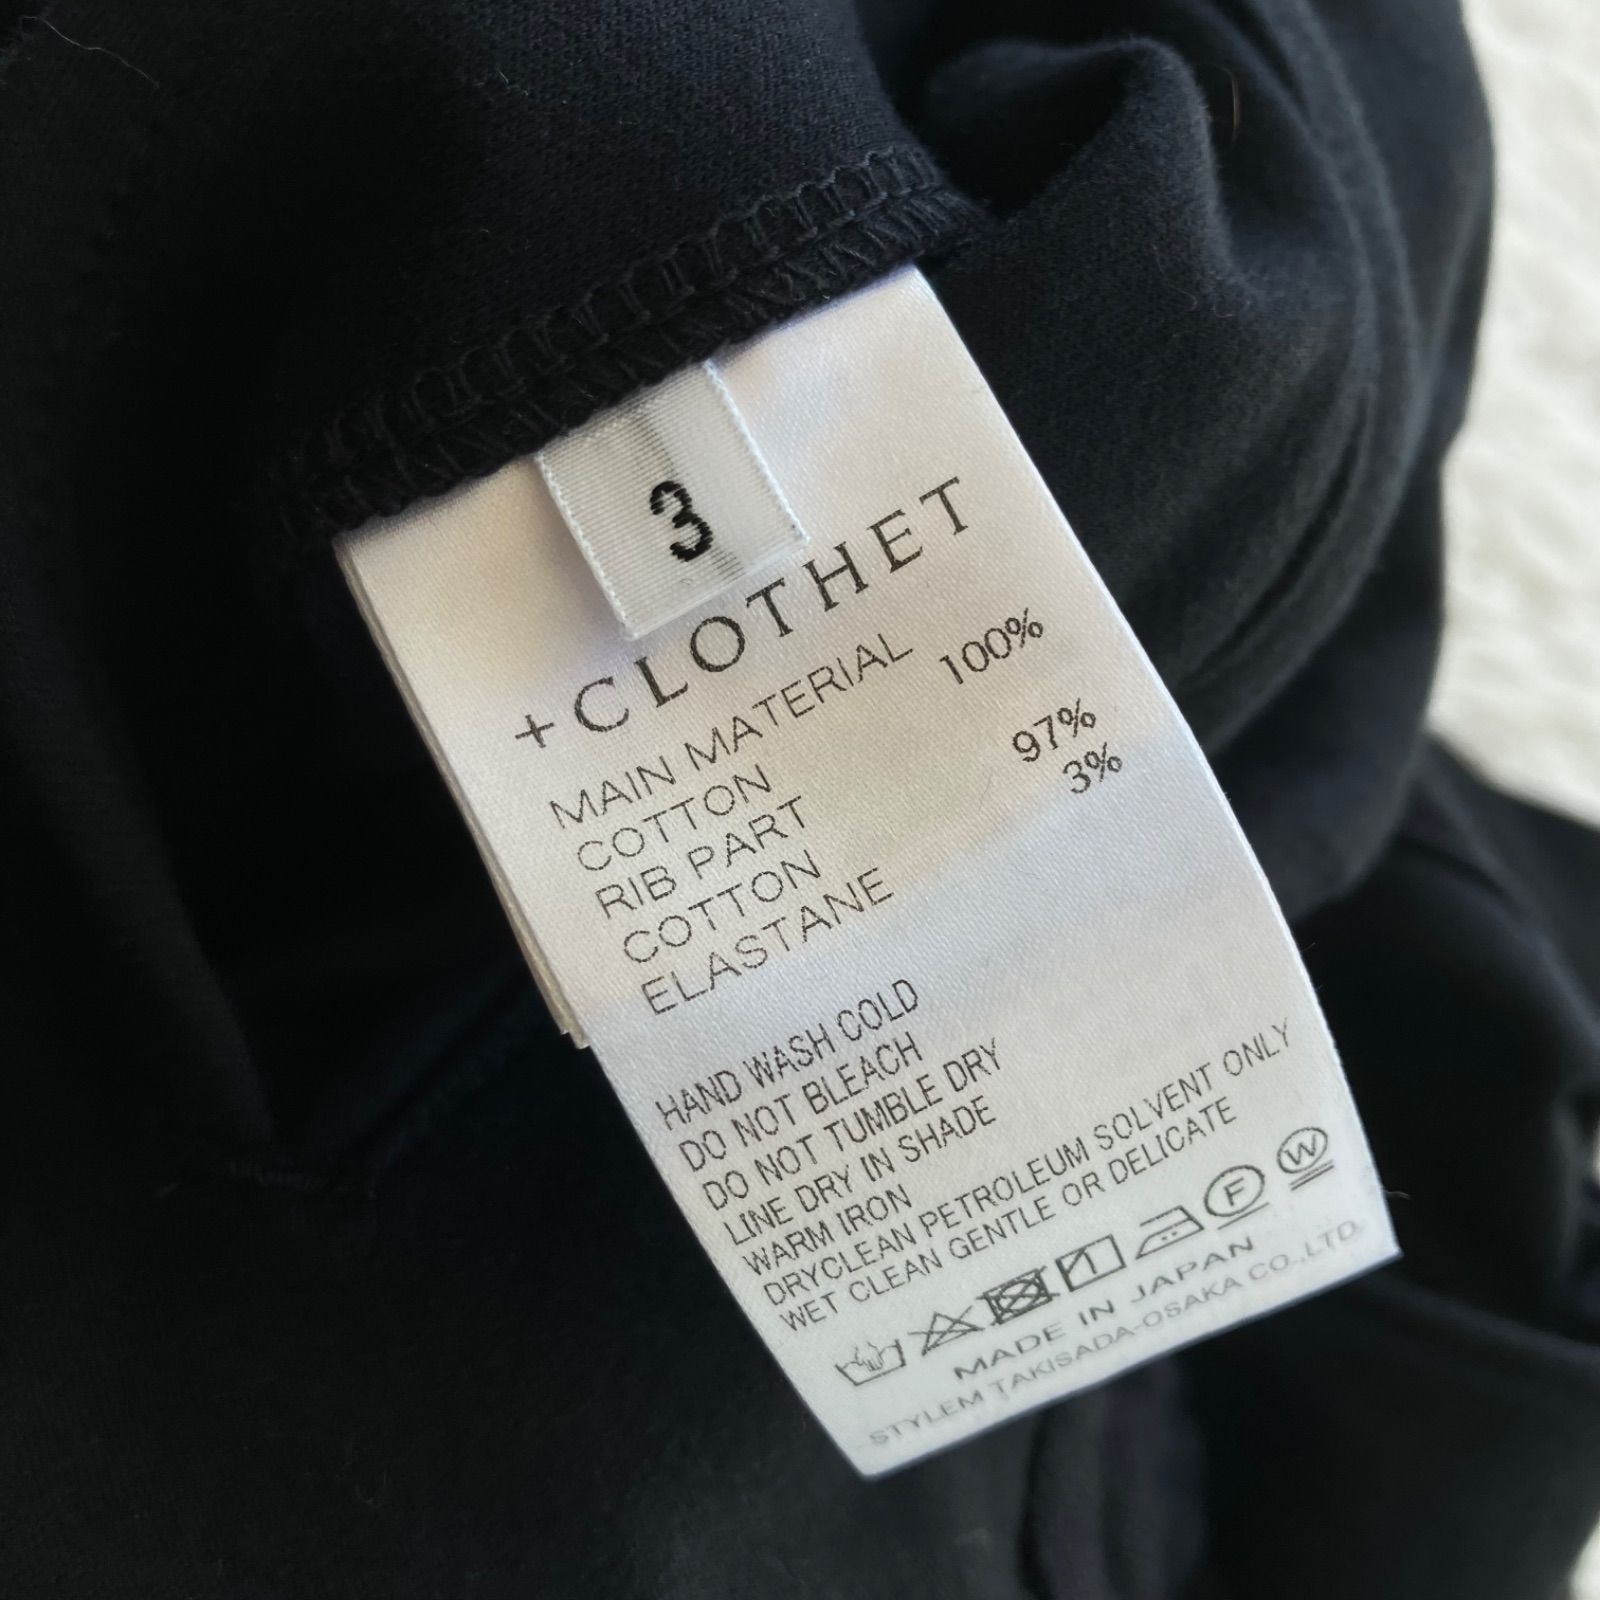 3
+CLOTHET
MAIN MATERIAL
COTTON 100%
RIB PART
COTTON 97%
ELASTANE 3%
HAND WASH COLD
DO NOT BLEACH
DO NOT TUMBLE DRY
LINE DRY IN SHADE
WARM IRON
DRYCLEAN PETROLEUM SOLVENT ONLY
WET CLEAN GENTLE OR DELICATE
F W
MADE IN JAPAN
STYLEM TAKISADA-OSAKA CO.,LTD.